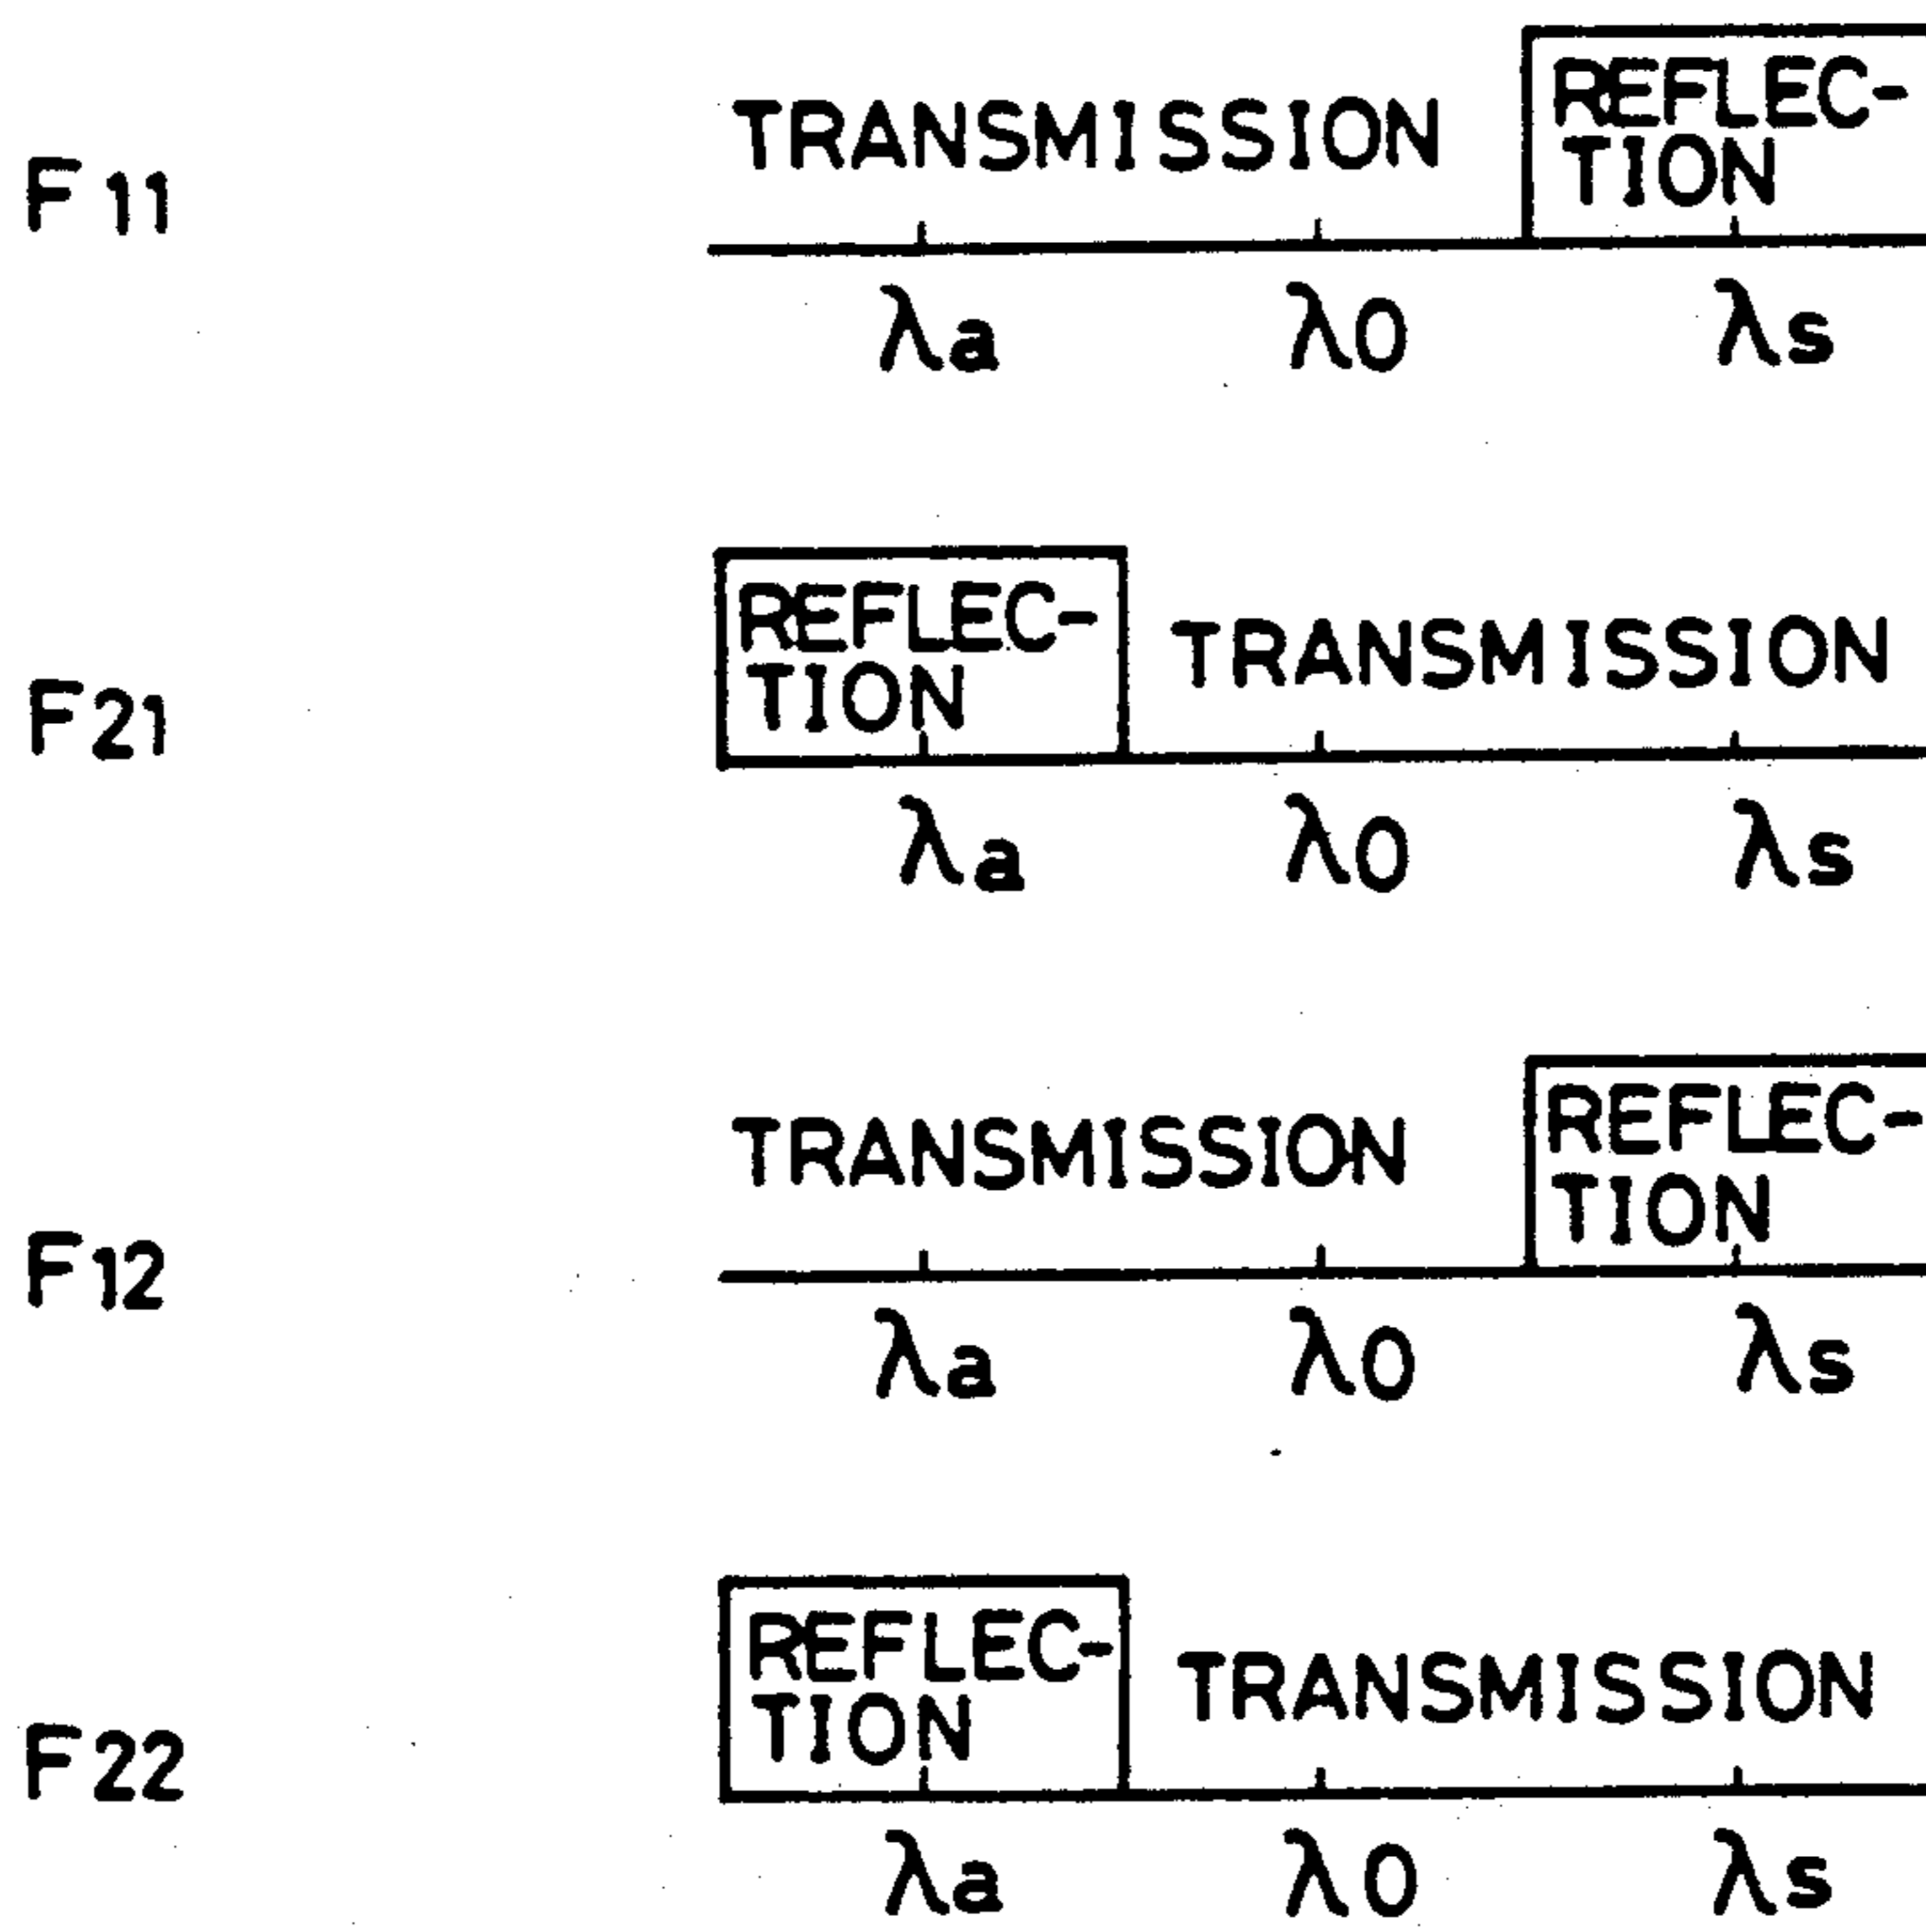 TRANSMISSION
REFLEC-
TION
F11
λa λ0 λs
REFLEC-
TION
TRANSMISSION
F21
λa λ0 λs
TRANSMISSION
REFLEC-
TION
F12
λa λ0 λs
REFLEC-
TION
TRANSMISSION
F22
λa λ0 λs